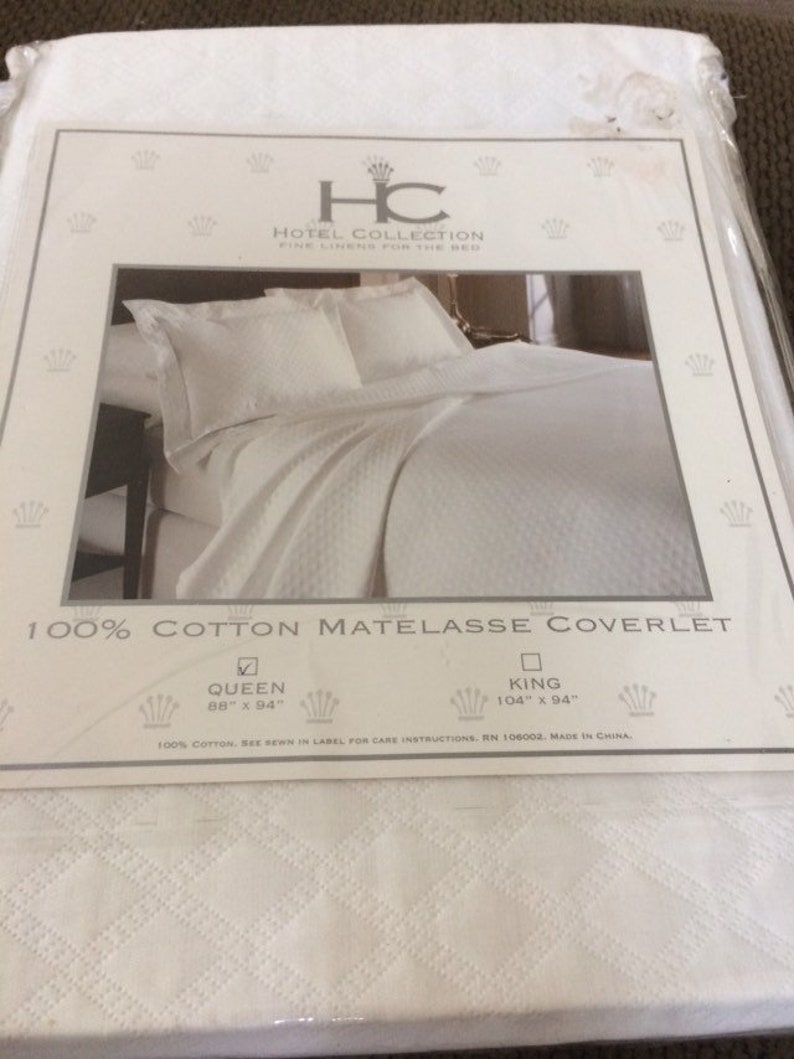 HC
HOTEL COLLECTION
FINE LINENS FOR THE BED
100% COTTON MATELASSE COVERLET
QUEEN
88" X 94"
KING
104" X 94"
100% COTTON. SEE SEWN IN LABEL FOR CARE INSTRUCTIONS. RN 106002. MADE IN CHINA.